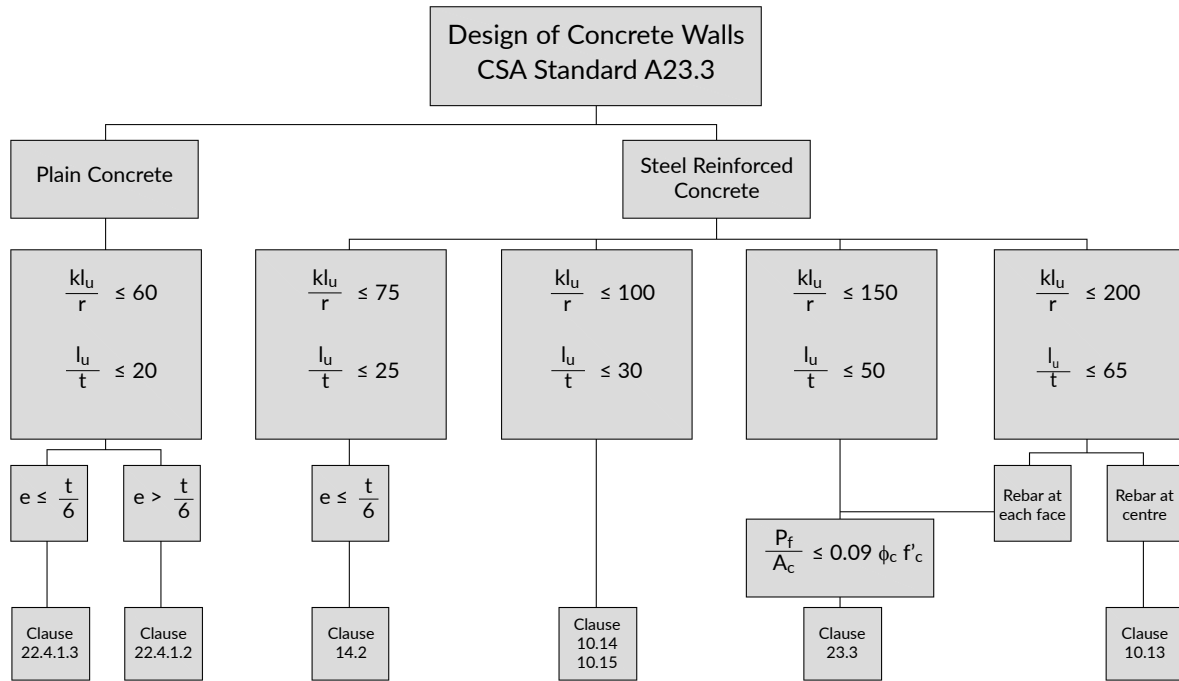 Design of Concrete Walls
CSA Standard A23.3
Plain Concrete
Steel Reinforced
Concrete
klu/r ≤ 60
lu/t ≤ 20
klu/r ≤ 75
lu/t ≤ 25
klu/r ≤ 100
lu/t ≤ 30
klu/r ≤ 150
lu/t ≤ 50
klu/r ≤ 200
lu/t ≤ 65
e ≤ t/6
e > t/6
e ≤ t/6
Rebar at
each face
Rebar at
centre
Pf/Ac ≤ 0.09 ϕc f'c
Clause
22.4.1.3
Clause
22.4.1.2
Clause
14.2
Clause
10.14
10.15
Clause
23.3
Clause
10.13